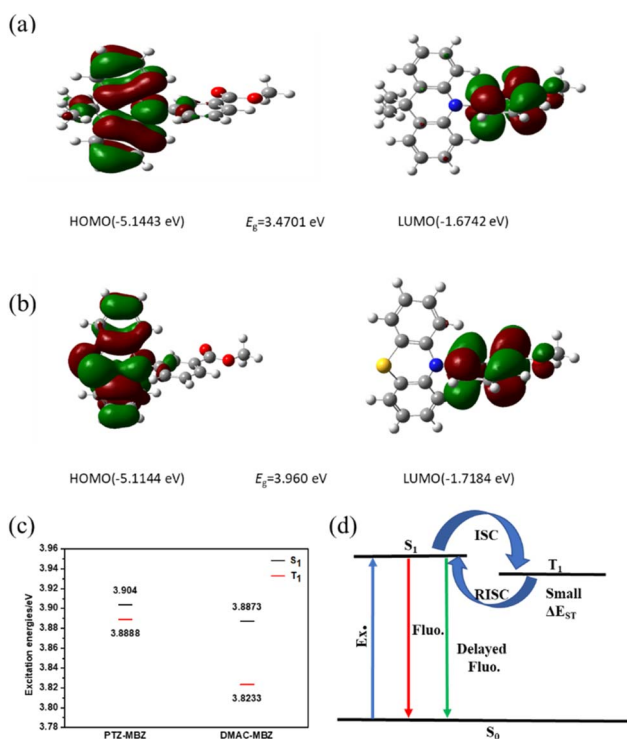 (a)
HOMO(-5.1443 eV) Eg=3.4701 eV LUMO(-1.6742 eV)
(b)
HOMO(-5.1144 eV) Eg=3.960 eV LUMO(-1.7184 eV)
(c)
Excitation energies/eV
3.96
3.94
3.92
3.90
3.88
3.86
3.84
3.82
3.80
3.78
S1
T1
3.904
3.8888
3.8873
3.8233
PTZ-MBZ DMAC-MBZ
(d)
ISC
S1
T1
RISC
Small
ΔEST
Ex.
Fluo.
Delayed
Fluo.
S0